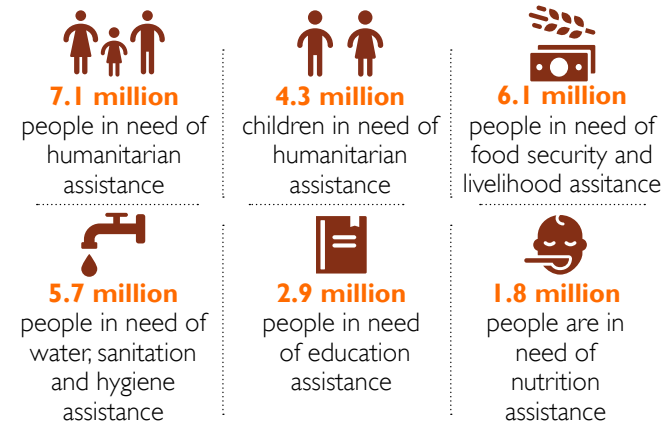 7.1 million
people in need of
humanitarian
assistance
4.3 million
children in need of
humanitarian
assistance
6.1 million
people in need of
food security and
livelihood assitance
5.7 million
people in need of
water, sanitation
and hygiene
assistance
2.9 million
people in need
of education
assistance
1.8 million
people are in
need of
nutrition
assistance